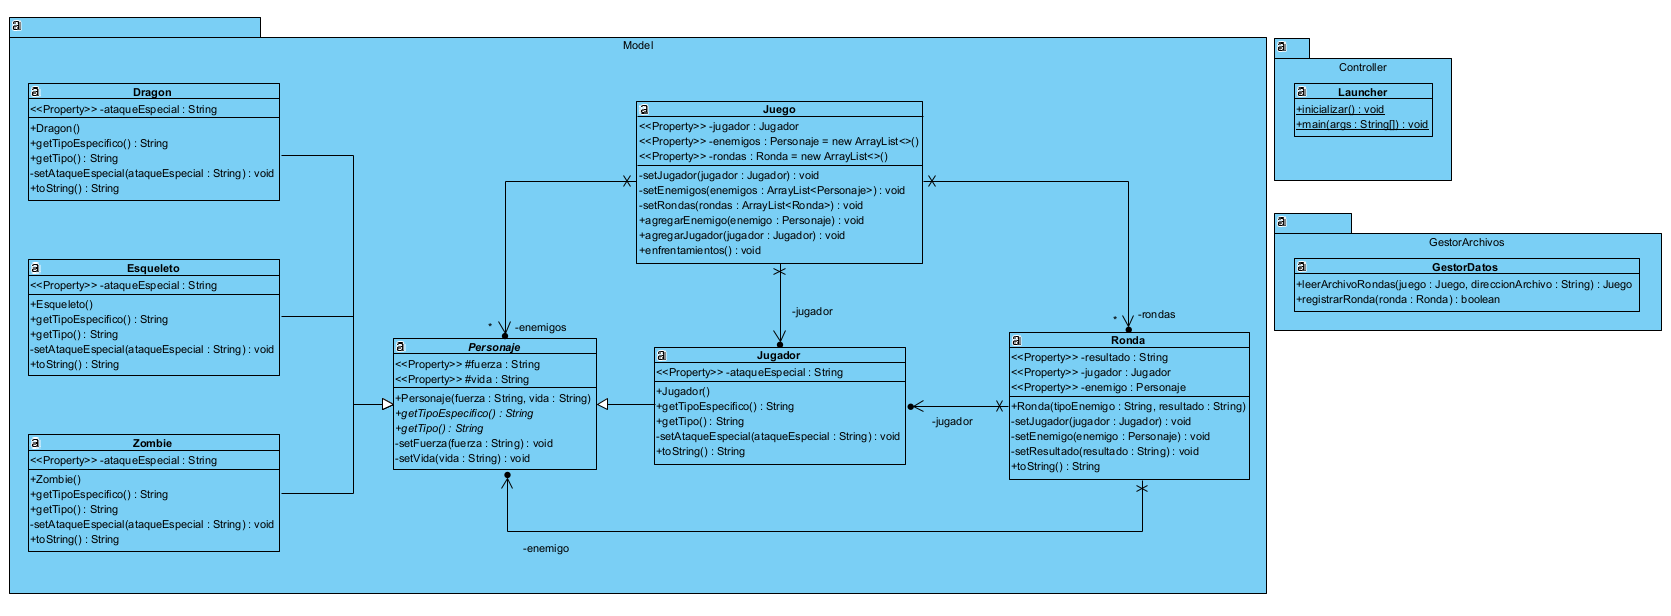 Model
Dragon
<<Property>> -ataqueEspecial : String
+Dragon()
+getTipoEspecifico() : String
+getTipo() : String
-setAtaqueEspecial(ataqueEspecial : String) : void
+toString() : String
Esqueleto
<<Property>> -ataqueEspecial : String
+Esqueleto()
+getTipoEspecifico() : String
+getTipo() : String
-setAtaqueEspecial(ataqueEspecial : String) : void
+toString() : String
Zombie
<<Property>> -ataqueEspecial : String
+Zombie()
+getTipoEspecifico() : String
+getTipo() : String
-setAtaqueEspecial(ataqueEspecial : String) : void
+toString() : String
Juego
<<Property>> -jugador : Jugador
<<Property>> -enemigos : Personaje = new ArrayList<>()
<<Property>> -rondas : Ronda = new ArrayList<>()
-setJugador(jugador : Jugador) : void
-setEnemigos(enemigos : ArrayList<Personaje>) : void
-setRondas(rondas : ArrayList<Ronda>) : void
+agregarEnemigo(enemigo : Personaje) : void
+agregarJugador(jugador : Jugador) : void
+enfrentamientos() : void
* -enemigos
-jugador
* -rondas
Personaje
<<Property>> #fuerza : String
<<Property>> #vida : String
+Personaje(fuerza : String, vida : String)
+getTipoEspecifico() : String
+getTipo() : String
-setFuerza(fuerza : String) : void
-setVida(vida : String) : void
Jugador
<<Property>> -ataqueEspecial : String
+Jugador()
+getTipoEspecifico() : String
+getTipo() : String
-setAtaqueEspecial(ataqueEspecial : String) : void
+toString() : String
-jugador
Ronda
<<Property>> -resultado : String
<<Property>> -jugador : Jugador
<<Property>> -enemigo : Personaje
+Ronda(tipoEnemigo : String, resultado : String)
-setJugador(jugador : Jugador) : void
-setEnemigo(enemigo : Personaje) : void
-setResultado(resultado : String) : void
+toString() : String
-enemigo
Controller
Launcher
+inicializar() : void
+main(args : String[]) : void
GestorArchivos
GestorDatos
+leerArchivoRondas(juego : Juego, direccionArchivo : String) : Juego
+registrarRonda(ronda : Ronda) : boolean